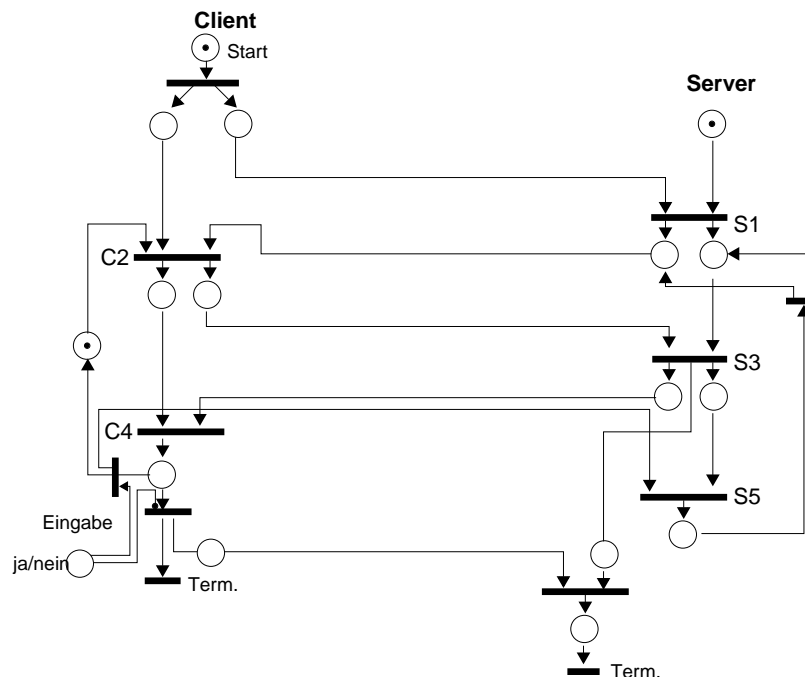 Client
Start
Server
S1
C2
S3
C4
S5
Eingabe
ja/nein
Term.
Term.